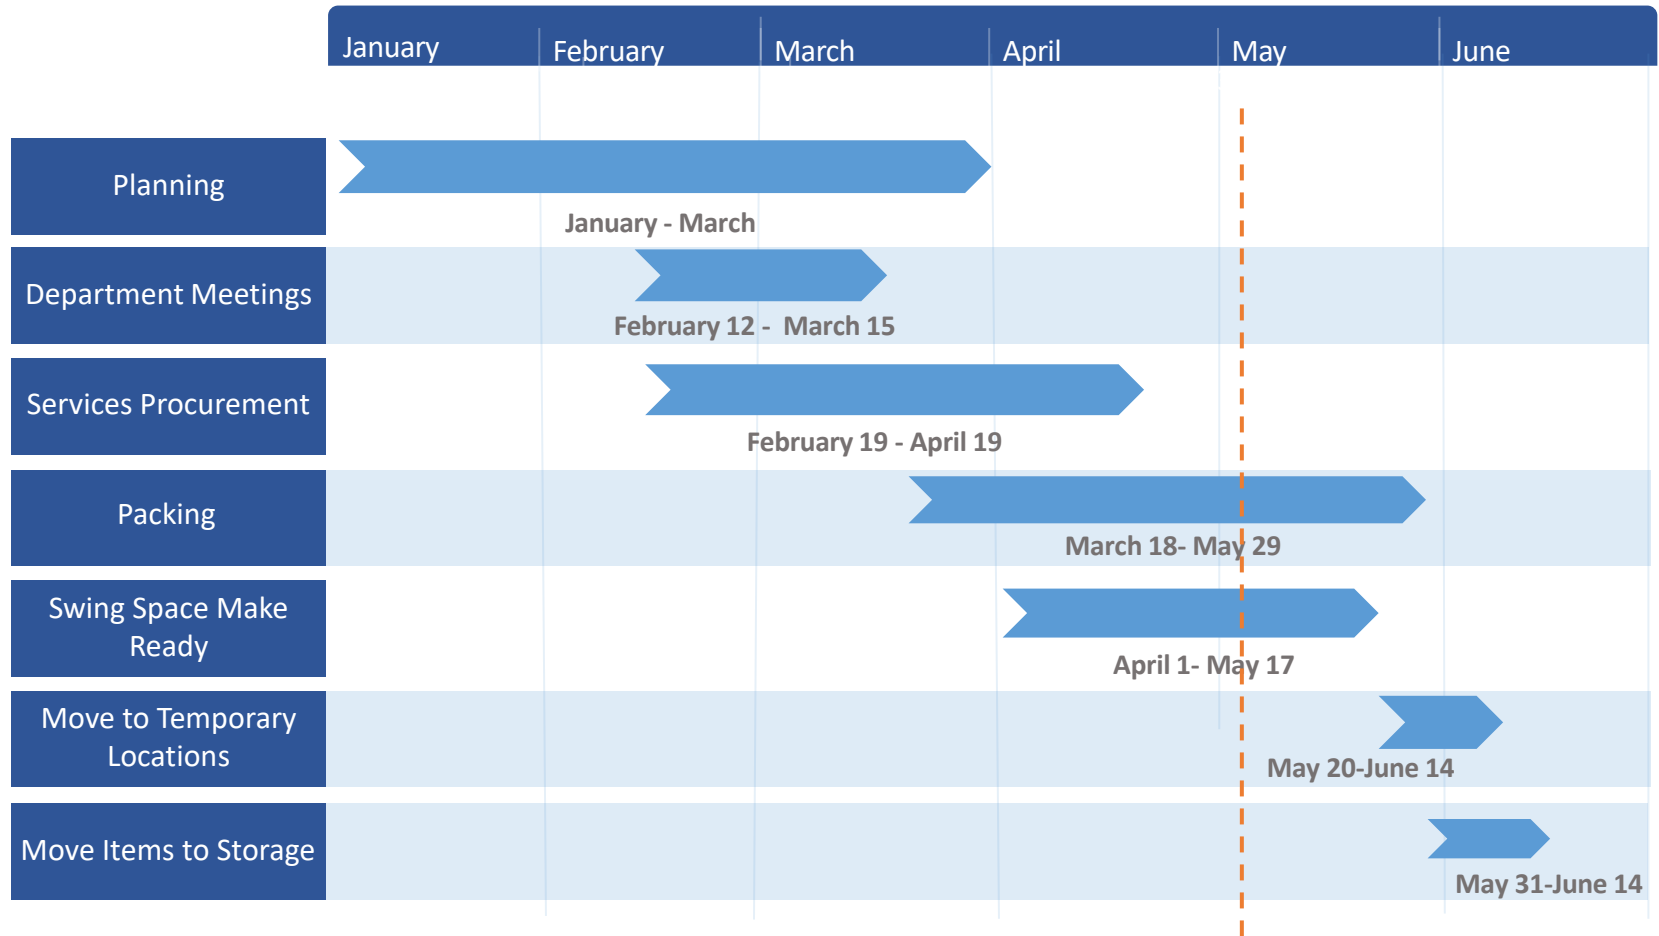 January February March April May June
Planning
January - March
Department Meetings
February 12 -  March 15
Services Procurement
February 19 - April 19
Packing
March 18- May 29
Swing Space Make
Ready
April 1- May 17
Move to Temporary
Locations
May 20-June 14
Move Items to Storage
May 31-June 14